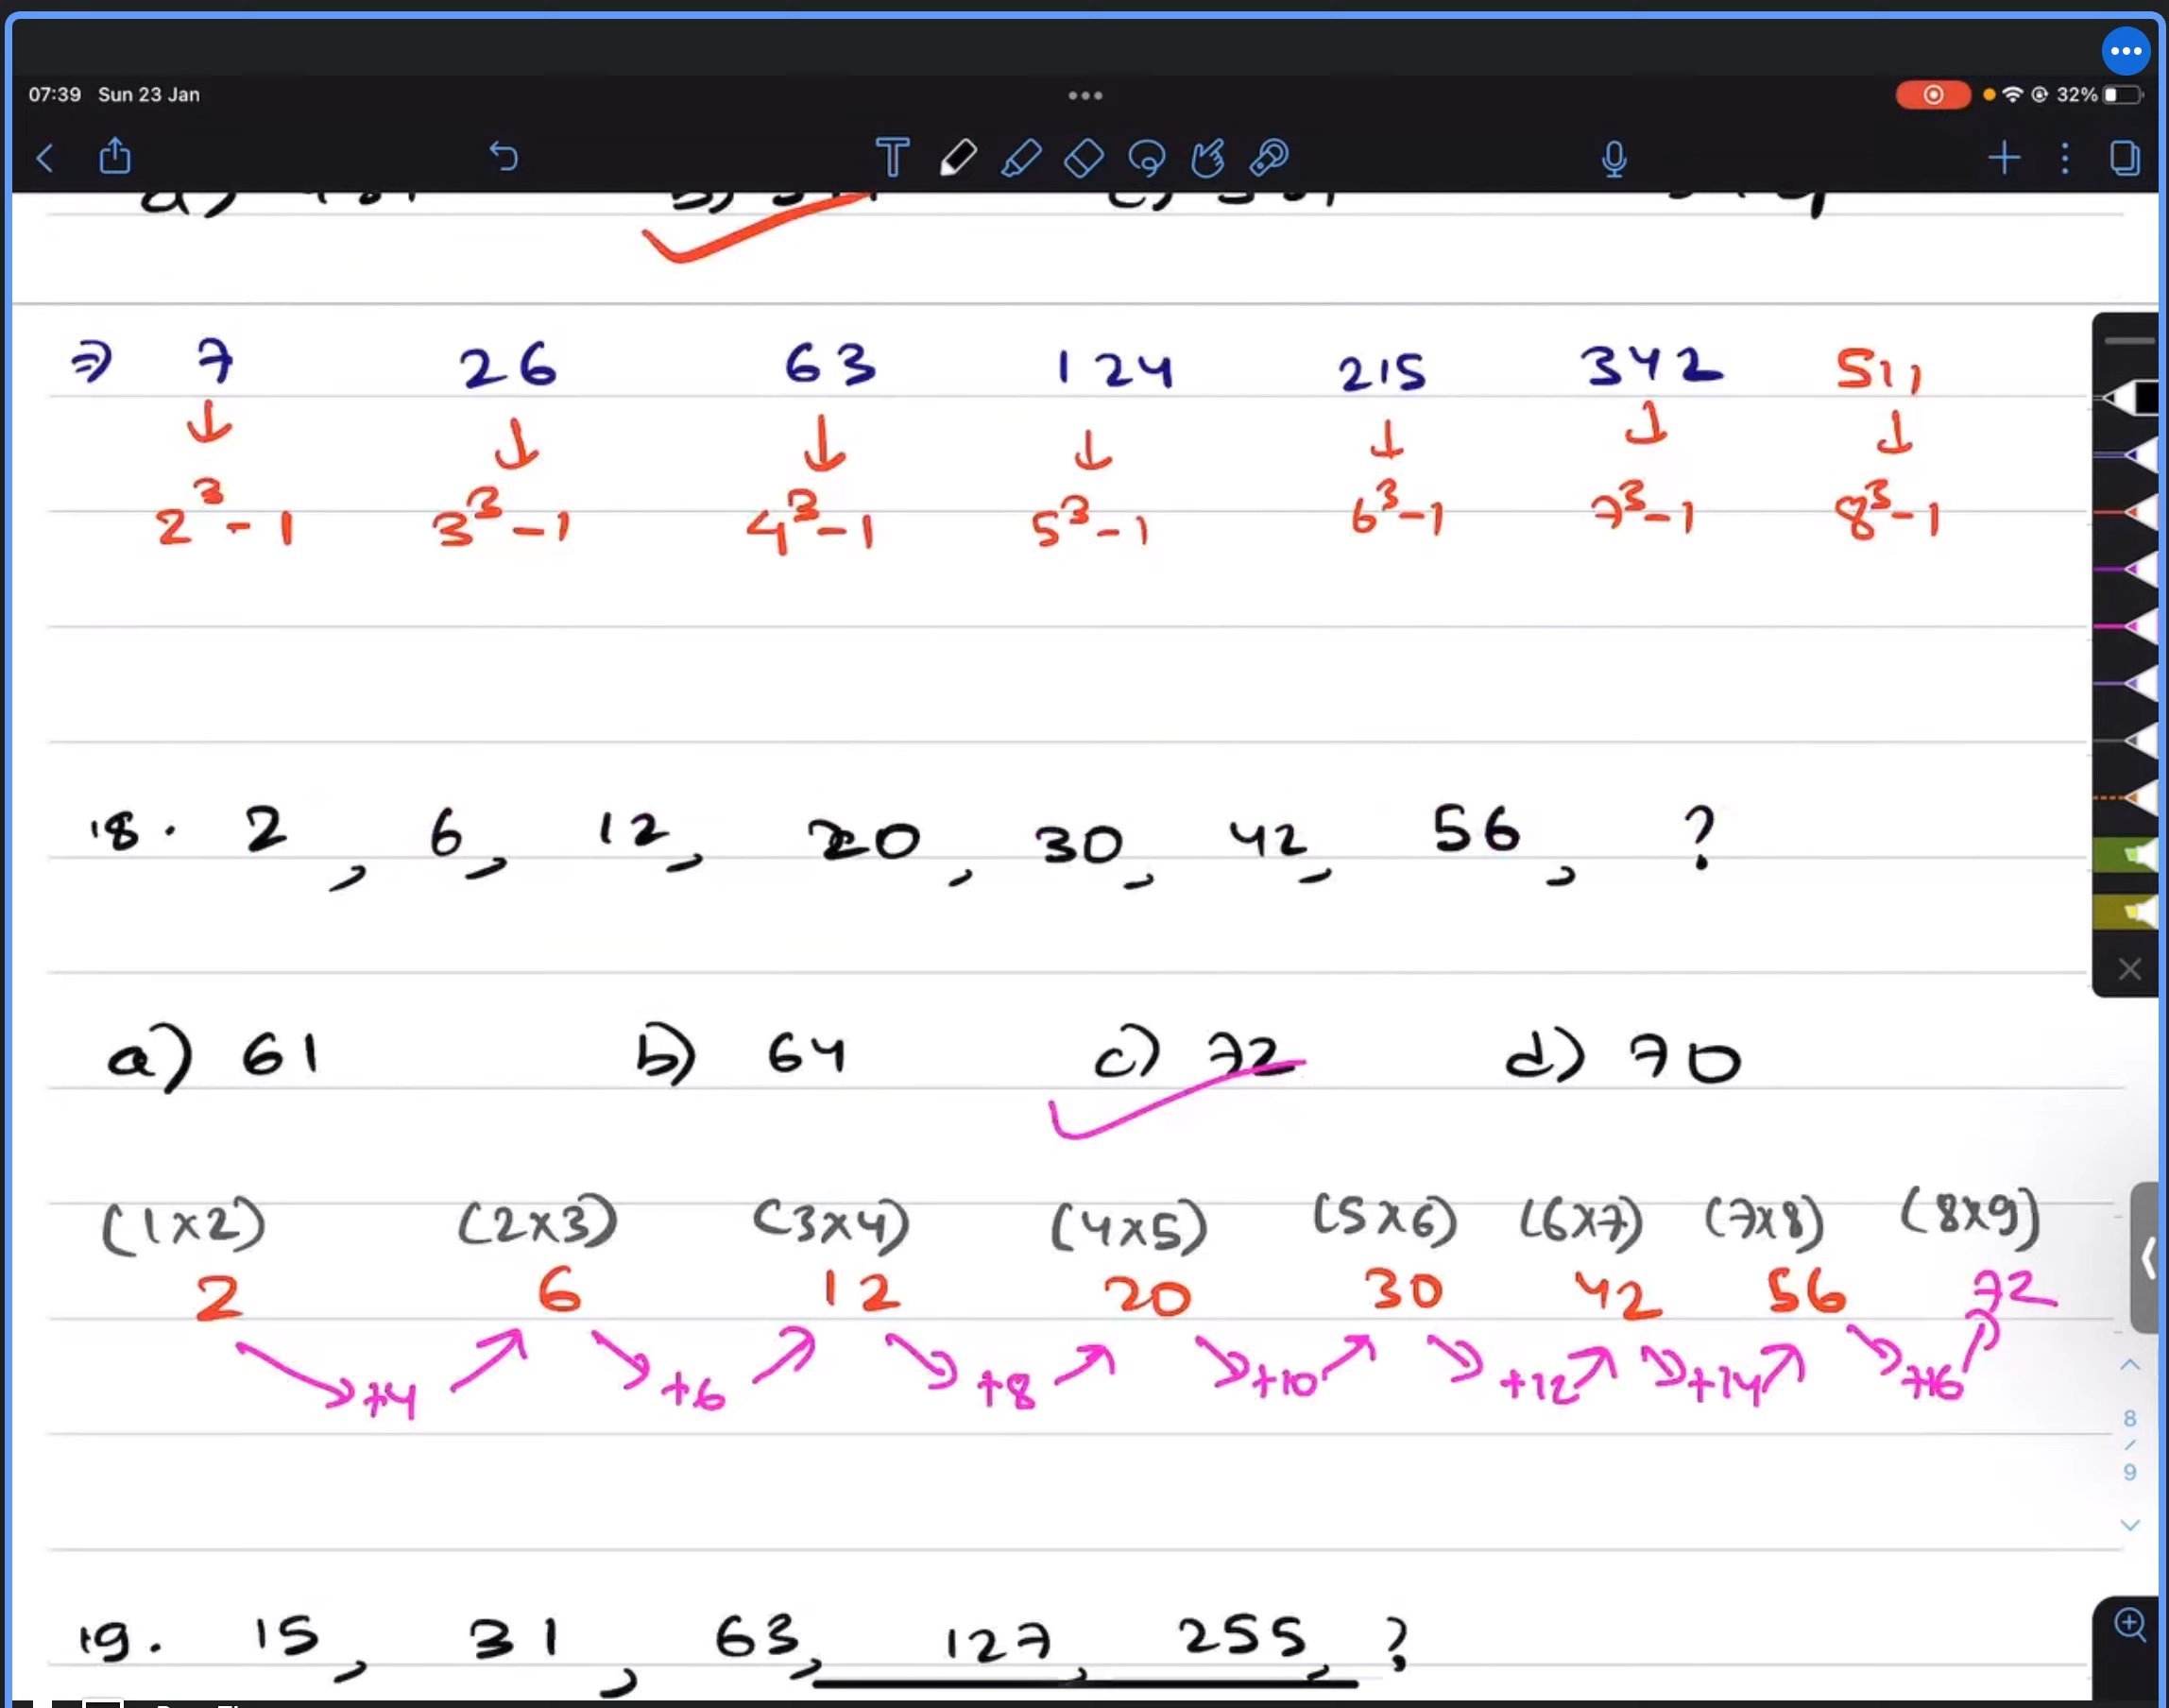 07:39 Sun 23 Jan
32%
⇒ 7 26 63 124 215 342 511
↓ ↓ ↓ ↓ ↓ ↓ ↓
2³-1 3³-1 4³-1 5³-1 6³-1 7³-1 8³-1
18. 2, 6, 12, 20, 30, 42, 56, ?
a) 61 b) 64 c) 72 d) 70
(1x2) (2x3) (3x4) (4x5) (5x6) (6x7) (7x8) (8x9)
2 6 12 20 30 42 56 72
+4 +6 +8 +10 +12 +14 +16
8
/
9
19. 15, 31, 63, 127, 255, ?